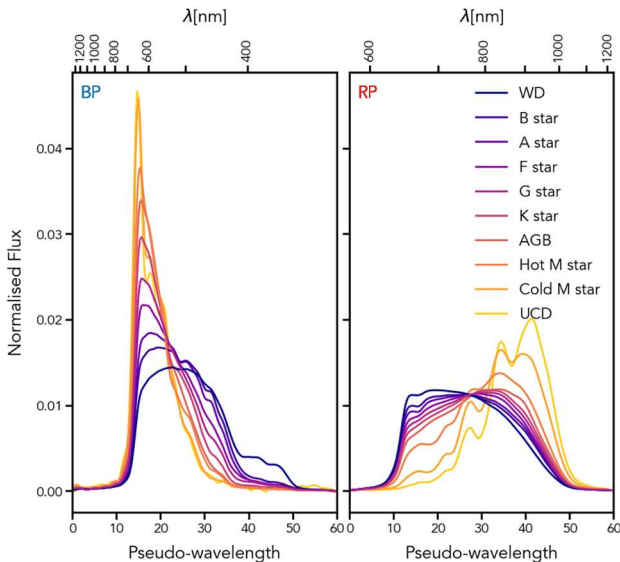 λ[nm]
λ[nm]
1200
1000
800
600
400
600
800
1000
1200
BP
RP
WD
B star
A star
F star
G star
K star
AGB
Hot M star
Cold M star
UCD
0.04
0.03
0.02
0.01
0.00
Normalised Flux
0
10
20
30
40
50
60
0
10
20
30
40
50
60
Pseudo-wavelength
Pseudo-wavelength